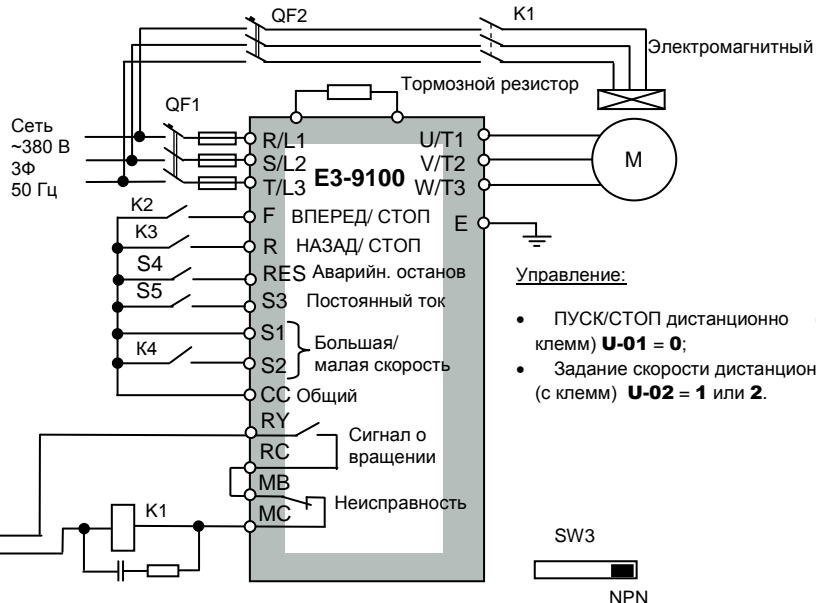 QF2
K1
Электромагнитный
Тормозной резистор
QF1
Сеть
~380 В
3Ф
50 Гц
R/L1
S/L2
T/L3
E3-9100
U/T1
V/T2
W/T3
M
E
K2
F ВПЕРЕД/ СТОП
K3
R НАЗАД/ СТОП
S4
RES Аварийн. останов
S5
S3 Постоянный ток
S1
К4
S2
Большая/
малая скорость
CC Общий
RY
RC
Сигнал о
вращении
MB
MC
Неисправность
K1
Управление:
• ПУСК/СТОП дистанционно
клемм) U-01 = 0;
• Задание скорости дистанцион
(с клемм) U-02 = 1 или 2.
SW3
NPN